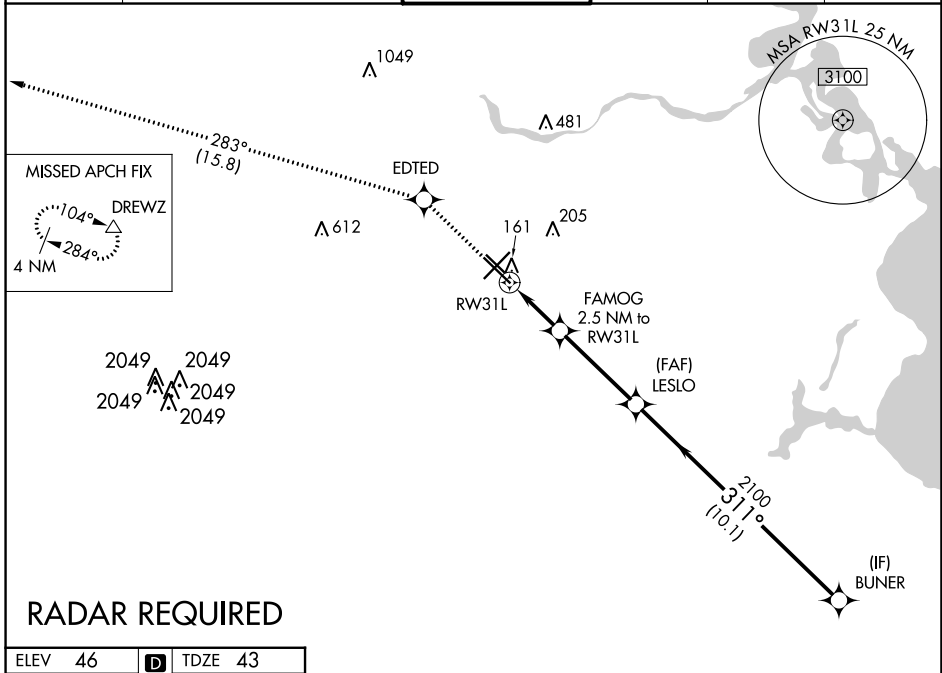 MSA RW31L 25 NM
3100
1049
481
283°
(15.8)
EDTED
MISSED APCH FIX
104°
DREWZ
284°
4 NM
612
161
205
RW31L
FAMOG
2.5 NM to
RW31L
(FAF)
LESLO
2049
2049
2049
2049
2049
2100
311°
(10.1)
(IF)
BUNER
RADAR REQUIRED
ELEV 46 D TDZE 43